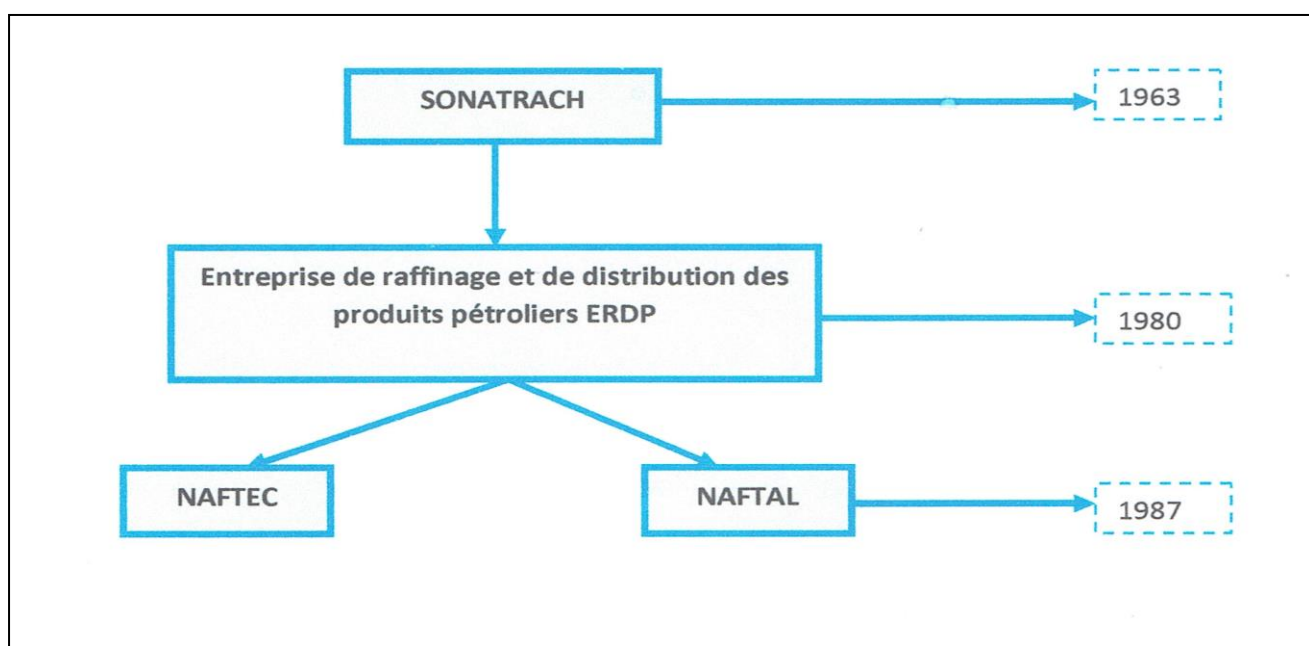 SONATRACH
1963
Entreprise de raffinage et de distribution des
produits pétroliers ERDP
1980
NAFTEC
NAFTAL
1987